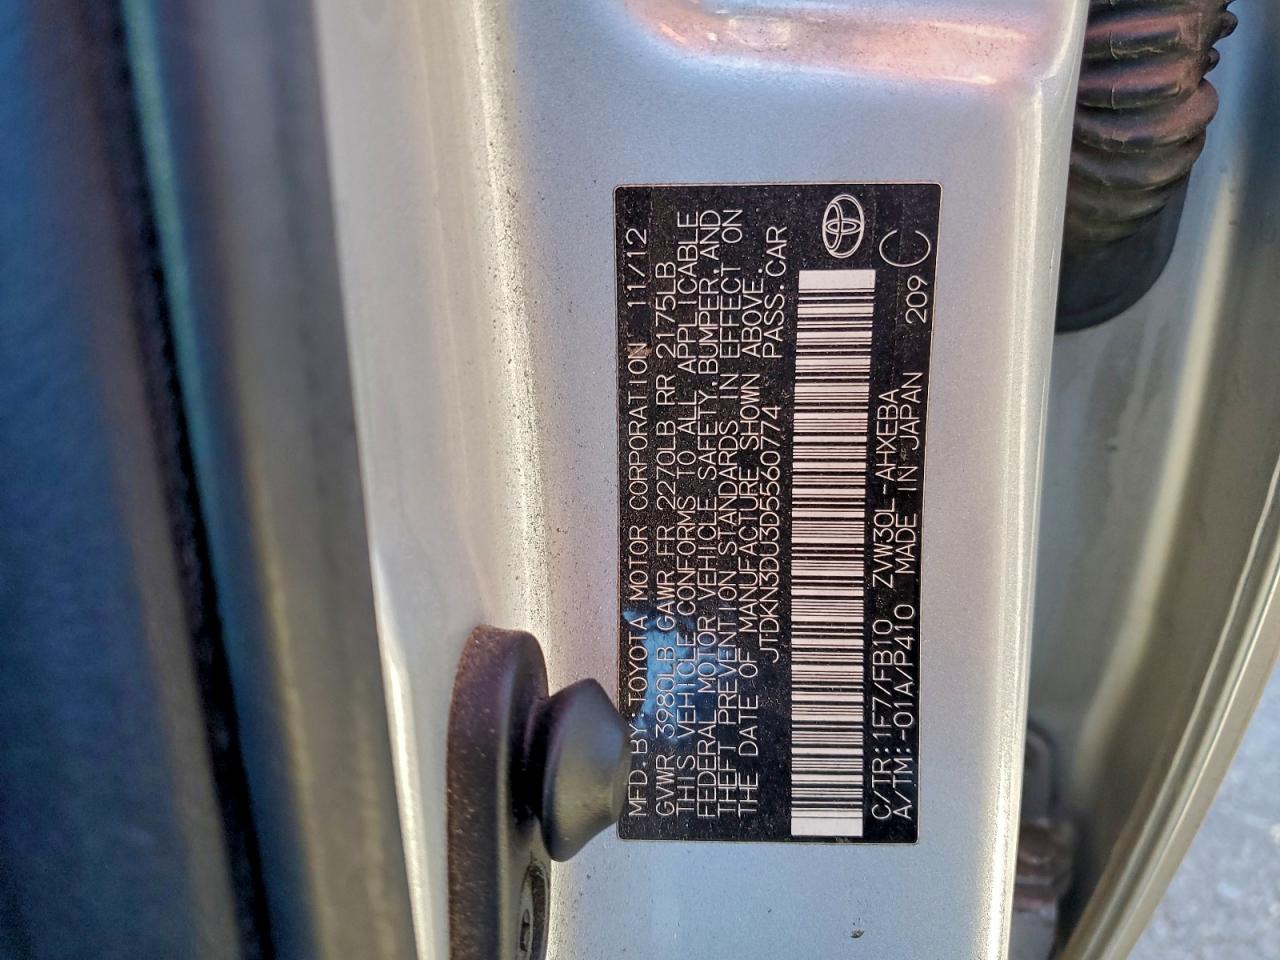 MFD.BY:TOYOTA MOTOR CORPORATION 11/12
GVWR 3980LB GAWR FR 2270LB RR 2175LB
THIS VEHICLE CONFORMS TO ALL APPLICABLE
FEDERAL MOTOR VEHICLE SAFETY,BUMPER,AND
THEFT PREVENTION STANDARDS IN EFFECT ON
THE DATE OF MANUFACTURE SHOWN ABOVE.
JTDKN3DU3D5560774 PASS.CAR
C/TR:1F7/FB10 ZVW30L-AHXEBA 209 C
A/TM:-01A/P410 MADE IN JAPAN